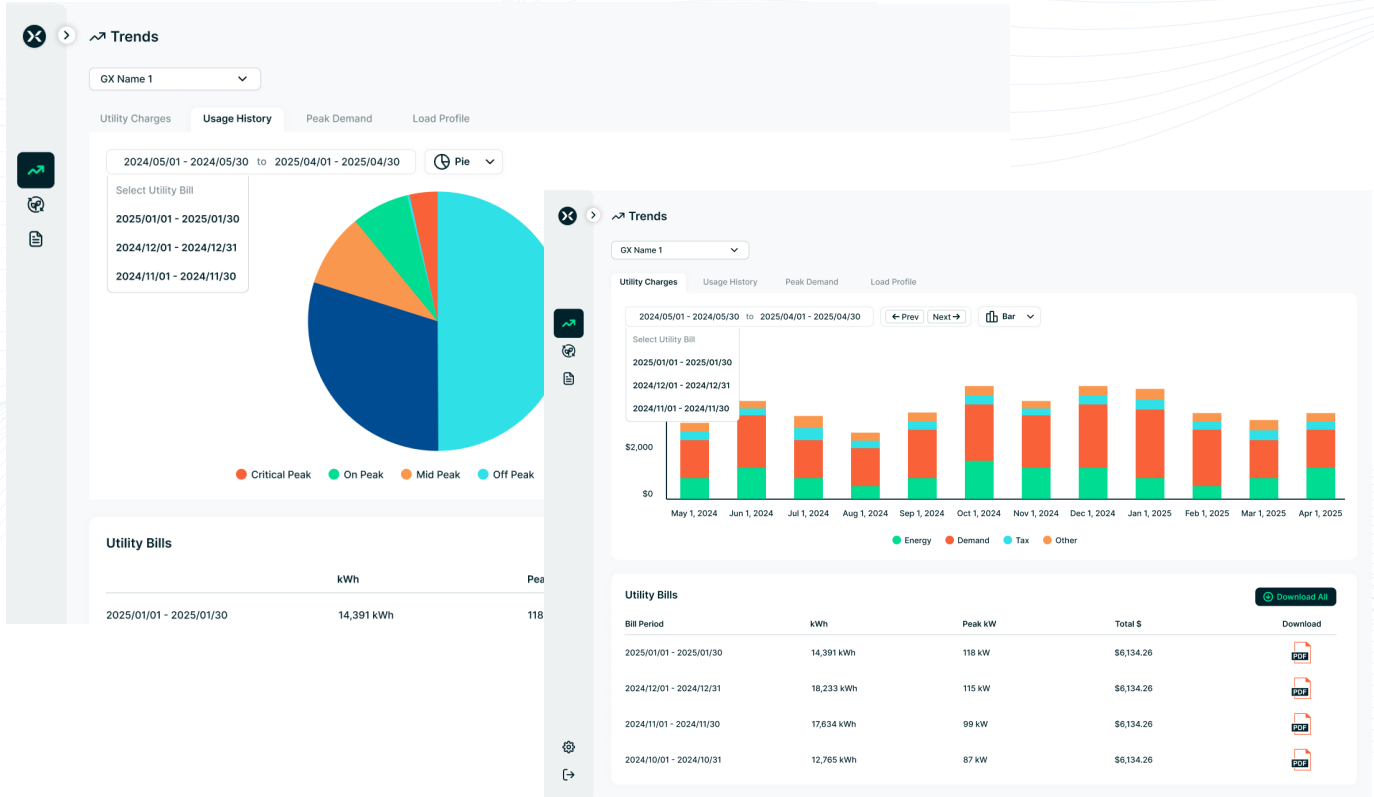 Trends
GX Name 1
Utility Charges Usage History Peak Demand Load Profile
2024/05/01 - 2024/05/30 to 2025/04/01 - 2025/04/30 Pie
Select Utility Bill
2025/01/01 - 2025/01/30
2024/12/01 - 2024/12/31
2024/11/01 - 2024/11/30
Critical Peak On Peak Mid Peak Off Peak
Utility Bills
kWh Pea
2025/01/01 - 2025/01/30 14,391 kWh 118
Trends
GX Name 1
Utility Charges Usage History Peak Demand Load Profile
2024/05/01 - 2024/05/30 to 2025/04/01 - 2025/04/30 Prev Next Bar
Select Utility Bill
2025/01/01 - 2025/01/30
2024/12/01 - 2024/12/31
2024/11/01 - 2024/11/30
$2,000
$0
May 1, 2024 Jun 1, 2024 Jul 1, 2024 Aug 1, 2024 Sep 1, 2024 Oct 1, 2024 Nov 1, 2024 Dec 1, 2024 Jan 1, 2025 Feb 1, 2025 Mar 1, 2025 Apr 1, 2025
Energy Demand Tax Other
Utility Bills Download All
Bill Period kWh Peak kW Total $ Download
2025/01/01 - 2025/01/30 14,391 kWh 118 kW $6,134.26 PDF
2024/12/01 - 2024/12/31 18,233 kWh 115 kW $6,134.26 PDF
2024/11/01 - 2024/11/30 17,634 kWh 99 kW $6,134.26 PDF
2024/10/01 - 2024/10/31 12,765 kWh 87 kW $6,134.26 PDF